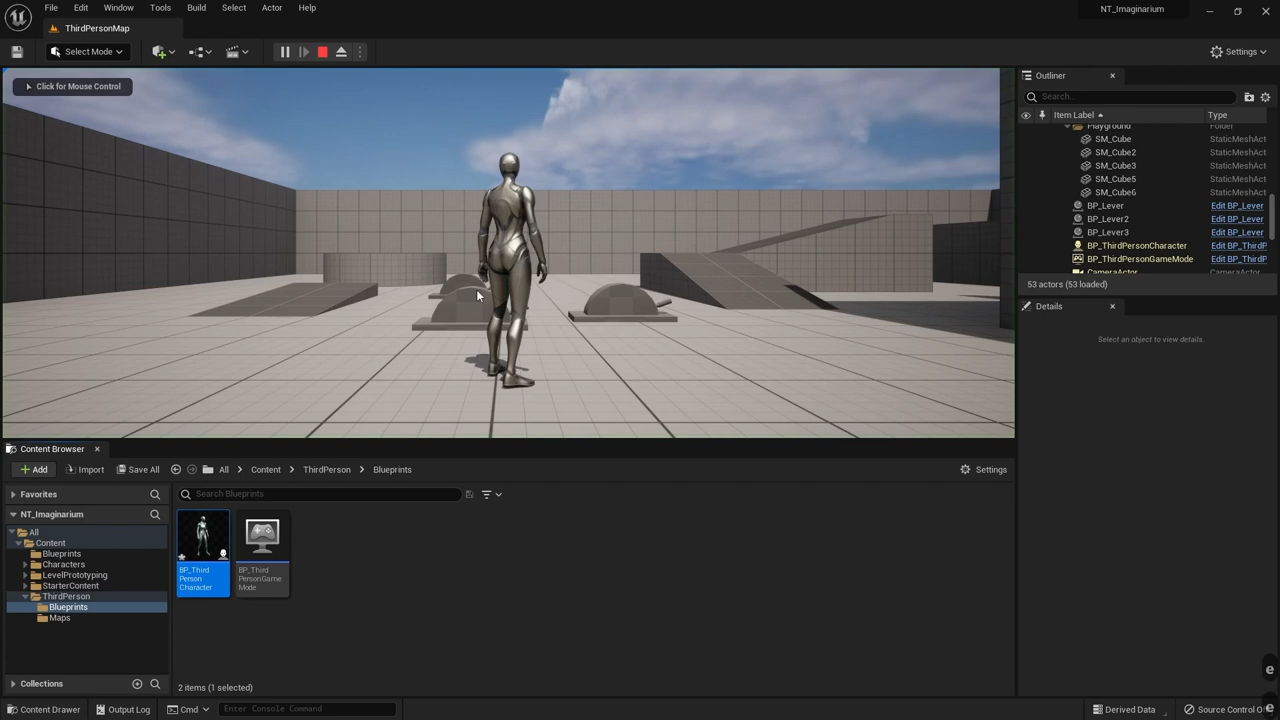 File Edit Window Tools Build Select Actor Help
NT_Imaginarium
ThirdPersonMap
Select Mode
Settings
Click for Mouse Control
Outliner
Search...
Item Label Type
Playground Folder
SM_Cube StaticMeshAct
SM_Cube2 StaticMeshAct
SM_Cube3 StaticMeshAct
SM_Cube5 StaticMeshAct
SM_Cube6 StaticMeshAct
BP_Lever Edit BP_Lever
BP_Lever2 Edit BP_Lever
BP_Lever3 Edit BP_Lever
BP_ThirdPersonCharacter Edit BP_ThirdP
BP_ThirdPersonGameMode Edit BP_ThirdP
CameraActor CameraActor
53 actors (53 loaded)
Details
Select an object to view details.
Content Browser
Add Import Save All All Content ThirdPerson Blueprints Settings
Favorites
Search Blueprints
NT_Imaginarium
All
Content
Blueprints
Characters
LevelPrototyping
StarterContent
ThirdPerson
Blueprints
Maps
BP_Third
Person
Character
BP_Third
PersonGame
Mode
Collections
2 items (1 selected)
Content Drawer Output Log Cmd Enter Console Command Derived Data Source Control